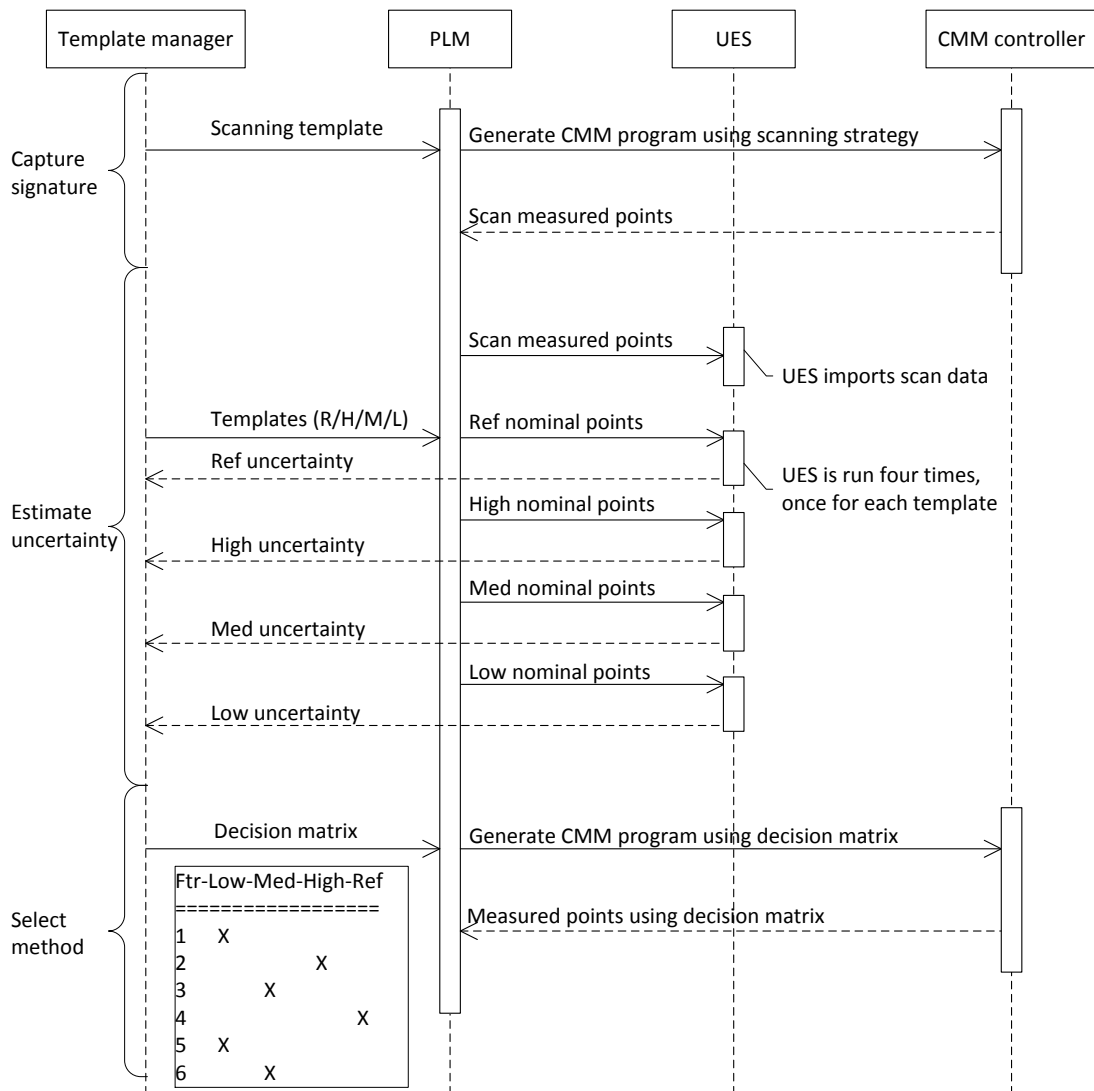 Template manager
PLM
UES
CMM controller
Capture
signature
Scanning template
Generate CMM program using scanning strategy
Scan measured points
Scan measured points
UES imports scan data
Estimate
uncertainty
Templates (R/H/M/L)
Ref nominal points
Ref uncertainty
UES is run four times,
once for each template
High nominal points
High uncertainty
Med nominal points
Med uncertainty
Low nominal points
Low uncertainty
Select
method
Decision matrix
Generate CMM program using decision matrix
Measured points using decision matrix
Ftr-Low-Med-High-Ref
==================
1 X
2 X
3 X
4 X
5 X
6 X